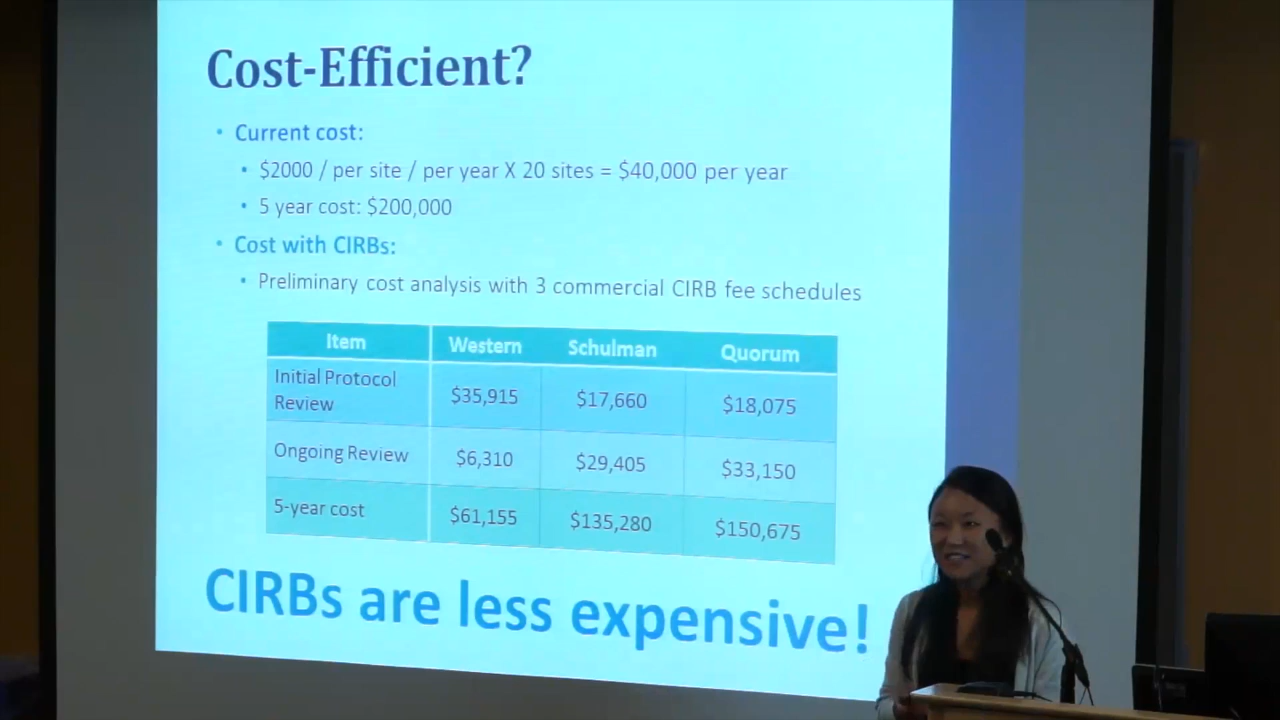 Cost-Efficient?
• Current cost:
• $2000 / per site / per year X 20 sites = $40,000 per year
• 5 year cost: $200,000
• Cost with CIRBs:
• Preliminary cost analysis with 3 commercial CIRB fee schedules
Item Western Schulman Quorum
Initial Protocol
Review $35,915 $17,660 $18,075
Ongoing Review $6,310 $29,405 $33,150
5-year cost $61,155 $135,280 $150,675
CIRBs are less expensive!